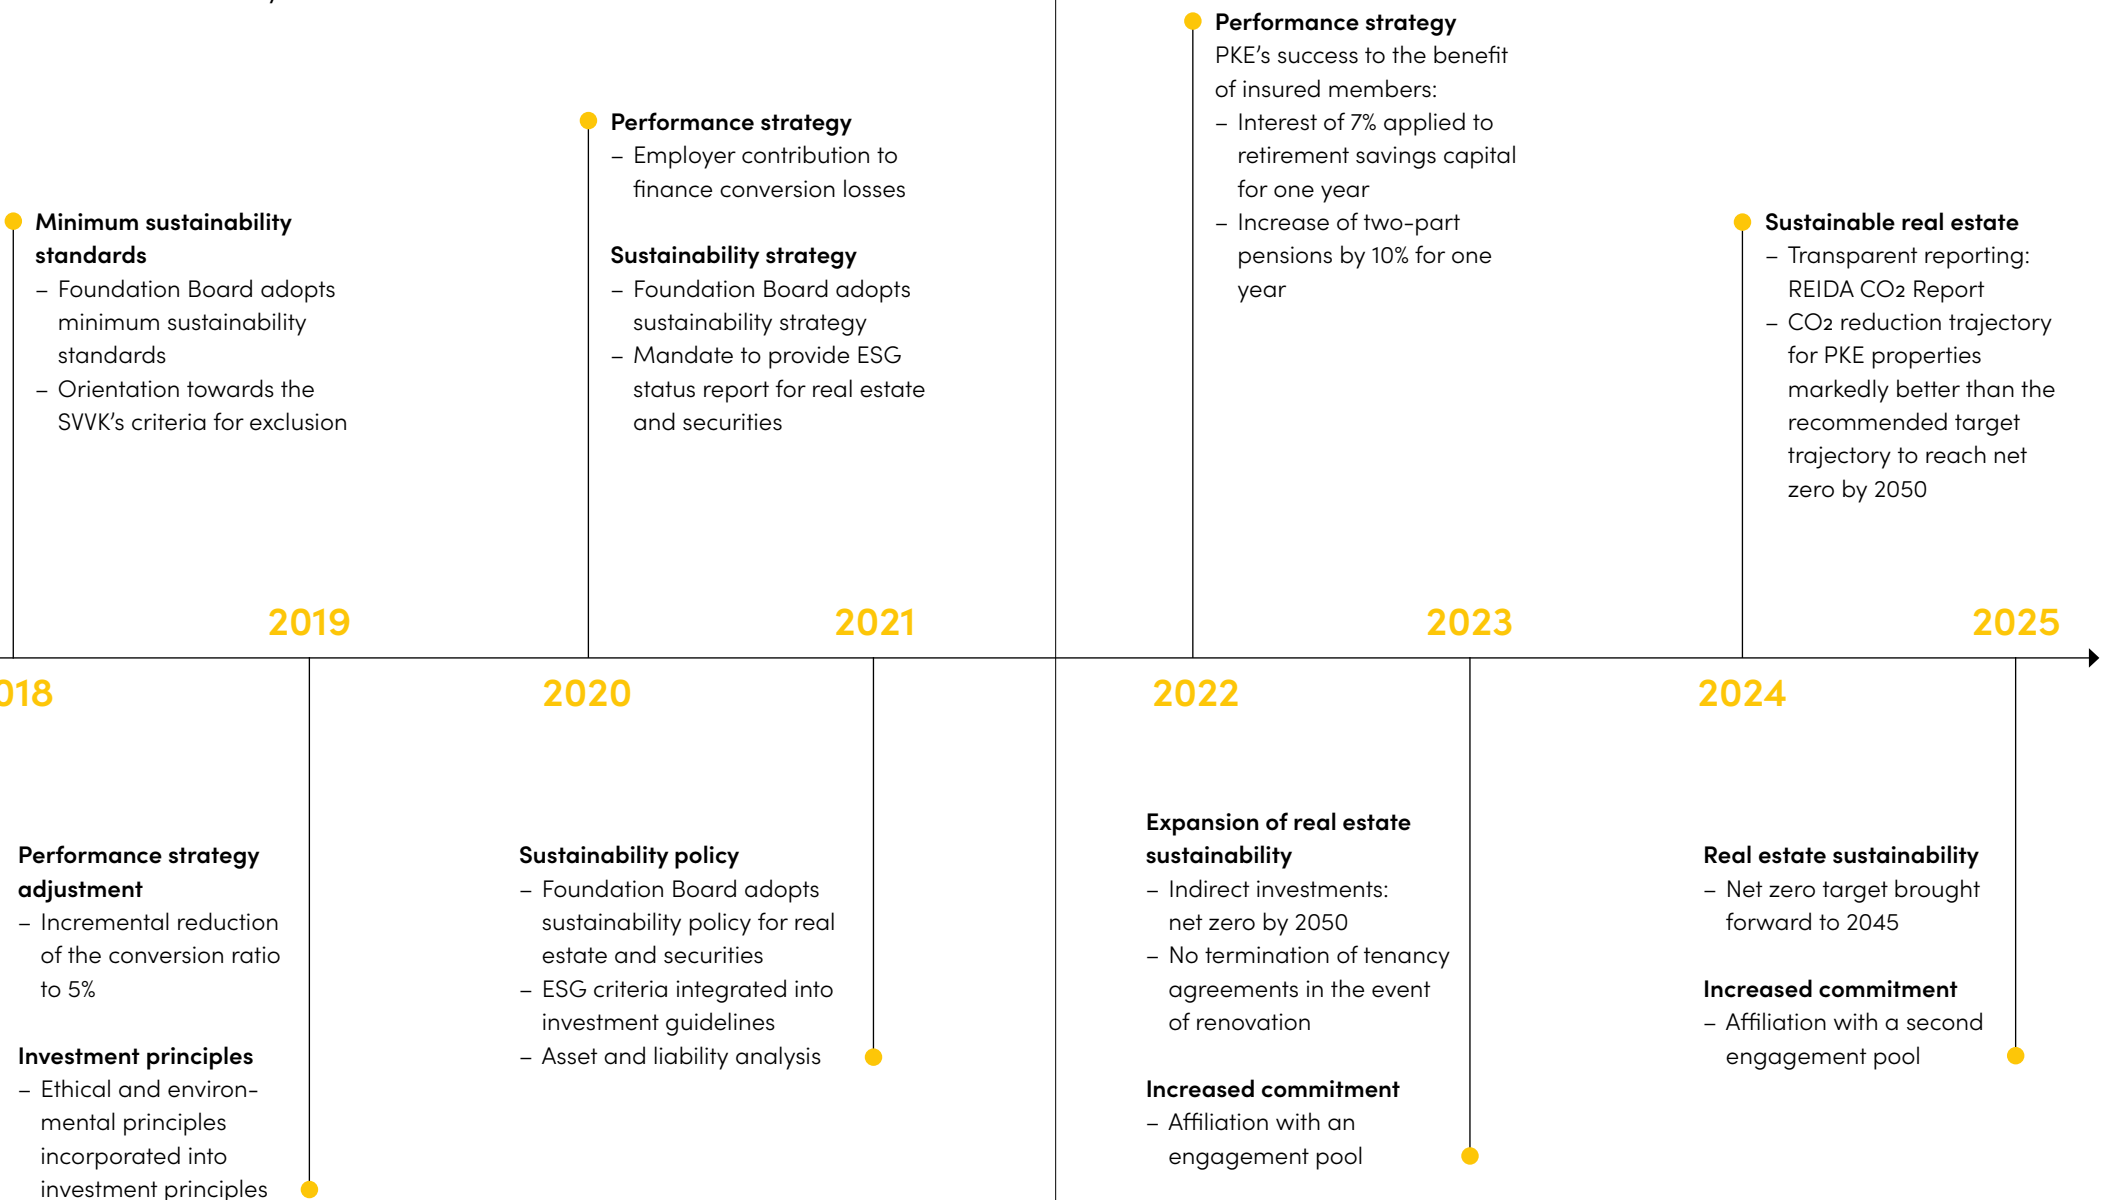 Minimum sustainability
standards
– Foundation Board adopts
minimum sustainability
standards
– Orientation towards the
SVVK’s criteria for exclusion
Performance strategy
– Employer contribution to
finance conversion losses
Sustainability strategy
– Foundation Board adopts
sustainability strategy
– Mandate to provide ESG
status report for real estate
and securities
Performance strategy
PKE’s success to the benefit
of insured members:
– Interest of 7% applied to
retirement savings capital
for one year
– Increase of two-part
pensions by 10% for one
year
Sustainable real estate
– Transparent reporting:
REIDA CO2 Report
– CO2 reduction trajectory
for PKE properties
markedly better than the
recommended target
trajectory to reach net
zero by 2050
2019
2021
2023
2025
018
2020
2022
2024
Performance strategy
adjustment
– Incremental reduction
of the conversion ratio
to 5%
Investment principles
– Ethical and environ-
mental principles
incorporated into
investment principles
Sustainability policy
– Foundation Board adopts
sustainability policy for real
estate and securities
– ESG criteria integrated into
investment guidelines
– Asset and liability analysis
Expansion of real estate
sustainability
– Indirect investments:
net zero by 2050
– No termination of tenancy
agreements in the event
of renovation
Increased commitment
– Affiliation with an
engagement pool
Real estate sustainability
– Net zero target brought
forward to 2045
Increased commitment
– Affiliation with a second
engagement pool